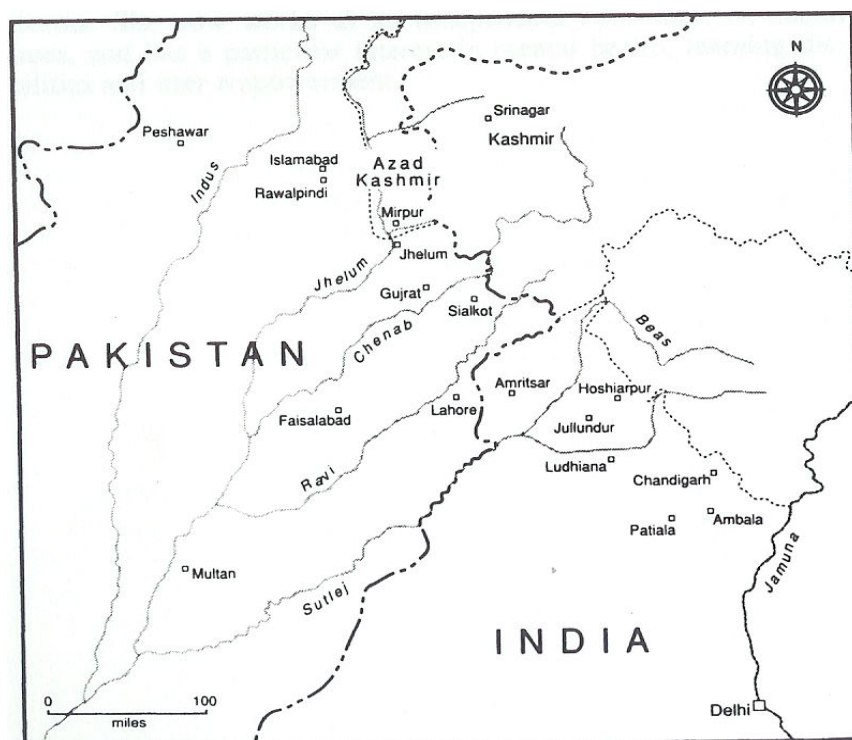 N
Srinagar
Kashmir
Peshawar
Indus
Islamabad
Rawalpindi
Azad
Kashmir
Mirpur
Jhelum
Jhelum
Gujrat
Sialkot
Chenab
Beas
PAKISTAN
Amritsar
Hoshiarpur
Lahore
Faisalabad
Jullundur
Ludhiana
Ravi
Chandigarh
Patiala
Ambala
Multan
Sutlej
Jamuna
INDIA
0 100
miles
Delhi